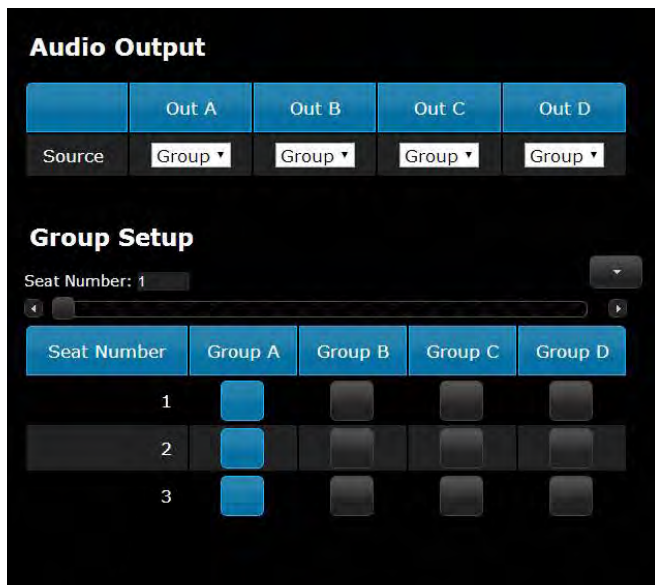 Audio Output
Out A Out B Out C Out D
Source Group Group Group Group
Group Setup
Seat Number: 1
Seat Number Group A Group B Group C Group D
1
2
3